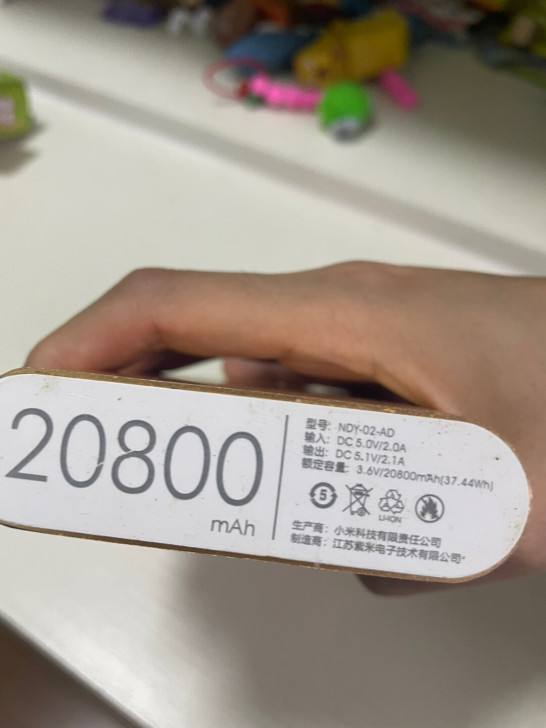 20800
mAh
型号: NDY-02-AD
输入: DC 5.0V/2.0A
输出: DC 5.1V/2.1A
额定容量: 3.6V/20800mAh(37.44Wh)
5
LI-ION
生产商: 小米科技有限责任公司
制造商: 江苏紫米电子技术有限公司